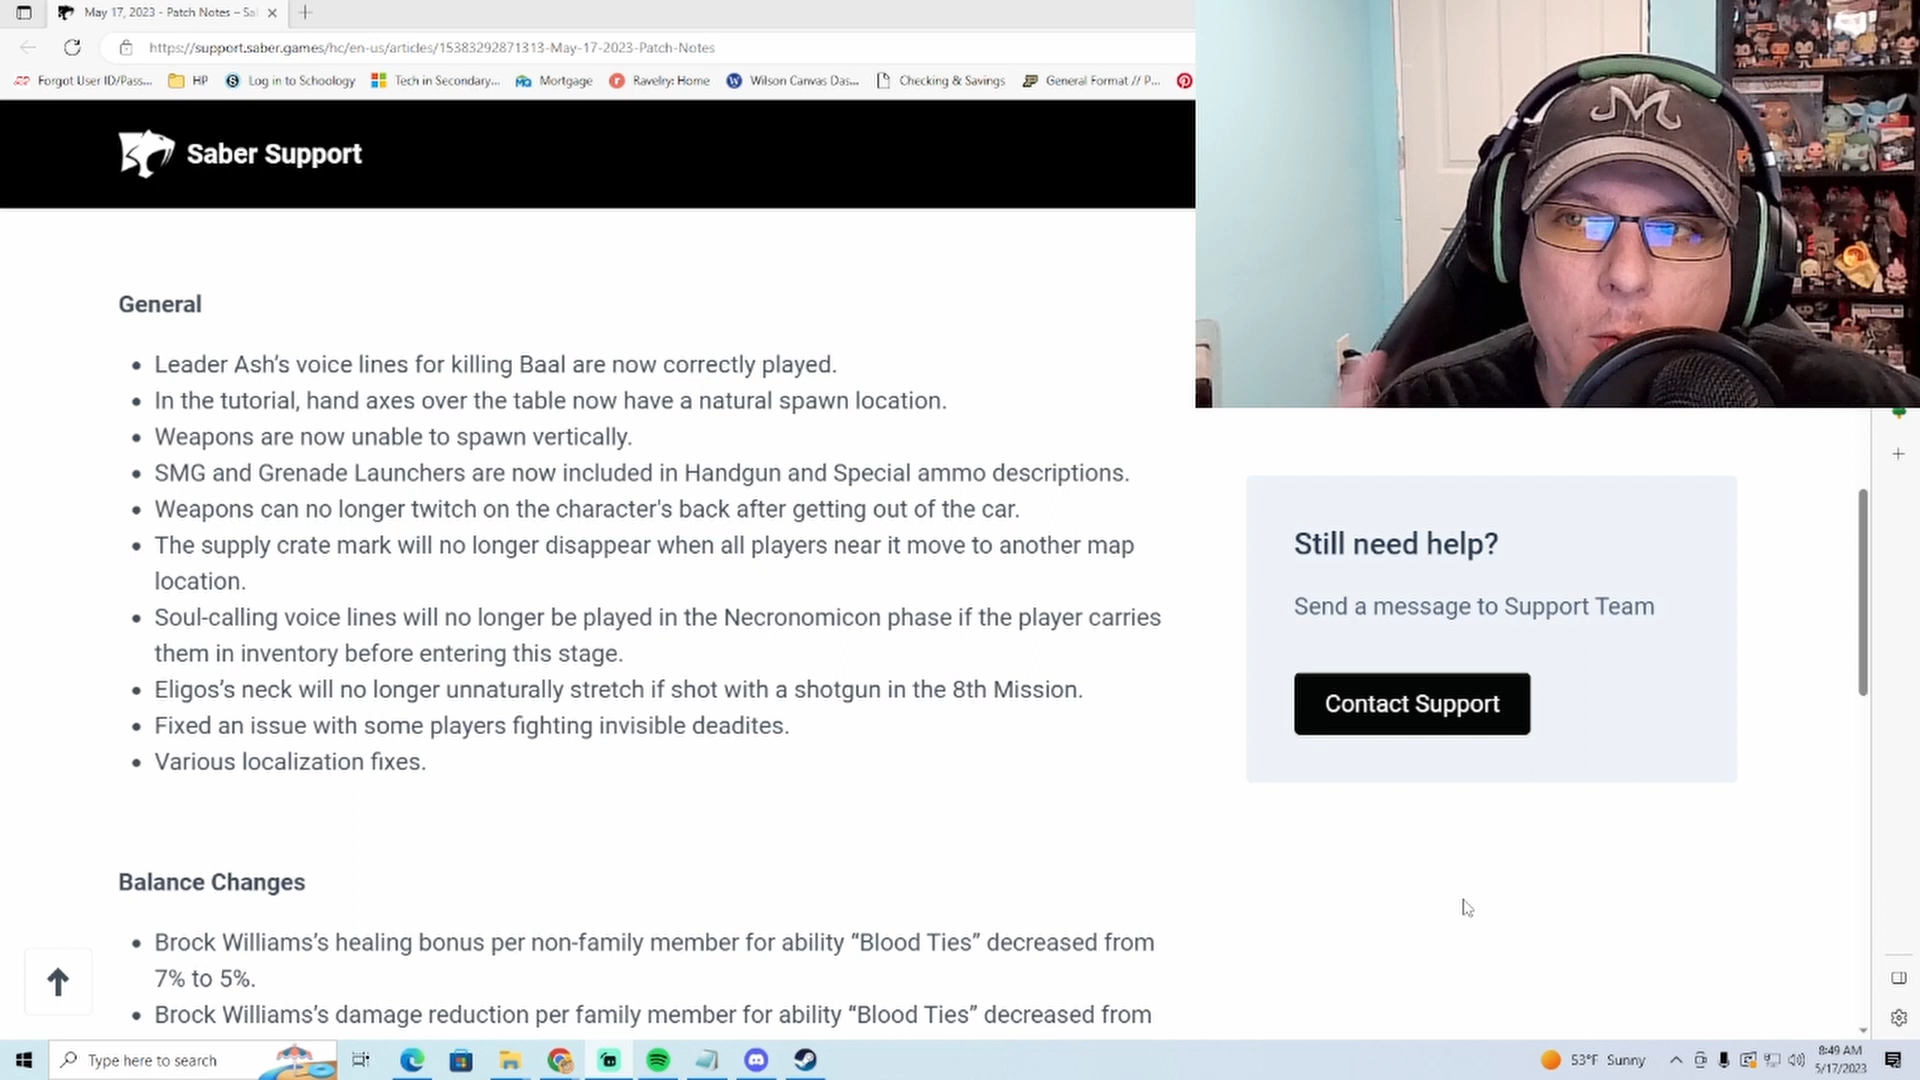 May 17, 2023 - Patch Notes – Sa
https://support.saber.games/hc/en-us/articles/15383292871313-May-17-2023-Patch-Notes
Forgot User ID/Pass... HP Log in to Schoology Tech in Secondary... Mortgage Ravelry: Home Wilson Canvas Das... Checking & Savings General Format // P...
Saber Support
General
• Leader Ash’s voice lines for killing Baal are now correctly played.
• In the tutorial, hand axes over the table now have a natural spawn location.
• Weapons are now unable to spawn vertically.
• SMG and Grenade Launchers are now included in Handgun and Special ammo descriptions.
• Weapons can no longer twitch on the character's back after getting out of the car.
• The supply crate mark will no longer disappear when all players near it move to another map
location.
• Soul-calling voice lines will no longer be played in the Necronomicon phase if the player carries
them in inventory before entering this stage.
• Eligos’s neck will no longer unnaturally stretch if shot with a shotgun in the 8th Mission.
• Fixed an issue with some players fighting invisible deadites.
• Various localization fixes.
Still need help?
Send a message to Support Team
Contact Support
Balance Changes
• Brock Williams’s healing bonus per non-family member for ability “Blood Ties” decreased from
7% to 5%.
• Brock Williams’s damage reduction per family member for ability “Blood Ties” decreased from
Type here to search
53°F Sunny
8:49 AM
5/17/2023